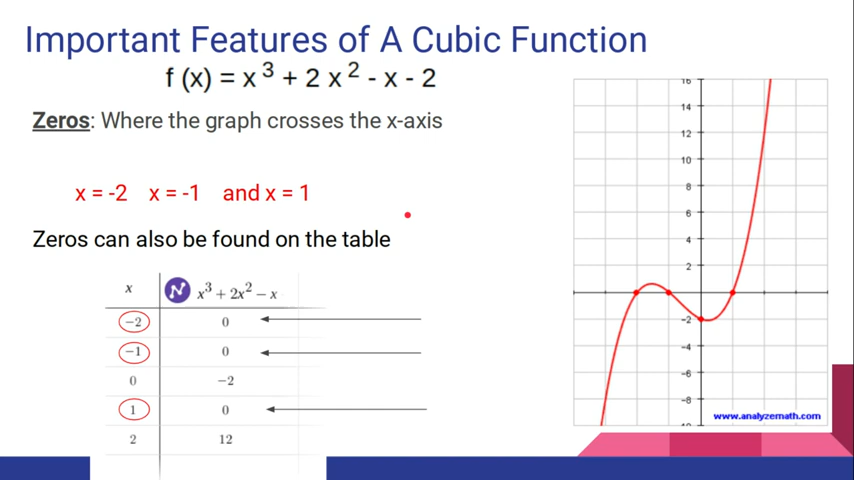 Important Features of A Cubic Function
f (x) = x³ + 2 x² - x - 2
Zeros: Where the graph crosses the x-axis
x = -2 x = -1 and x = 1
Zeros can also be found on the table
x N x³ + 2x² − x
−2 0
−1 0
0 −2
1 0
2 12
16
14
12
10
8
6
4
2
−2
−4
−6
−8
www.analyzemath.com